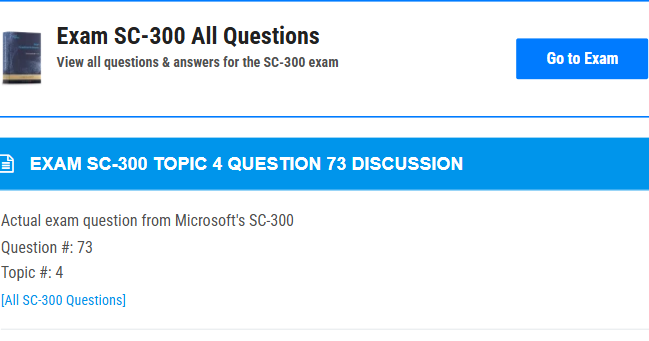 Exam SC-300 All Questions
View all questions & answers for the SC-300 exam
Go to Exam
EXAM SC-300 TOPIC 4 QUESTION 73 DISCUSSION
Actual exam question from Microsoft's SC-300
Question #: 73
Topic #: 4
[All SC-300 Questions]